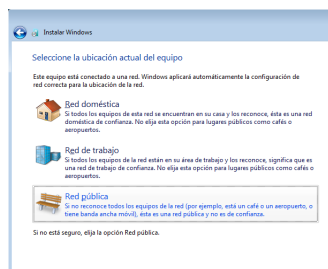 Instalar Windows
Seleccione la ubicación actual del equipo
Este equipo está conectado a una red. Windows aplicará automáticamente la configuración de
red correcta para la ubicación de la red.
Red doméstica
Si todos los equipos de esta red se encuentran en su casa y los reconoce, ésta es una red
doméstica de confianza. No elija esta opción para lugares públicos como cafés o
aeropuertos.
Red de trabajo
Si todos los equipos de la red están en su área de trabajo y los reconoce, significa que es
una red de trabajo de confianza. No elija esta opción para lugares públicos como cafés o
aeropuertos.
Red pública
Si no reconoce todos los equipos de la red (por ejemplo, está un café o un aeropuerto, o
tiene banda ancha móvil), ésta es una red pública y no es de confianza.
Si no está seguro, elija la opción Red pública.